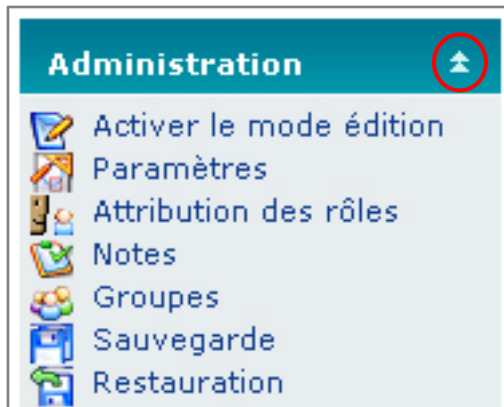 Administration
Activer le mode édition
Paramètres
Attribution des rôles
Notes
Groupes
Sauvegarde
Restauration